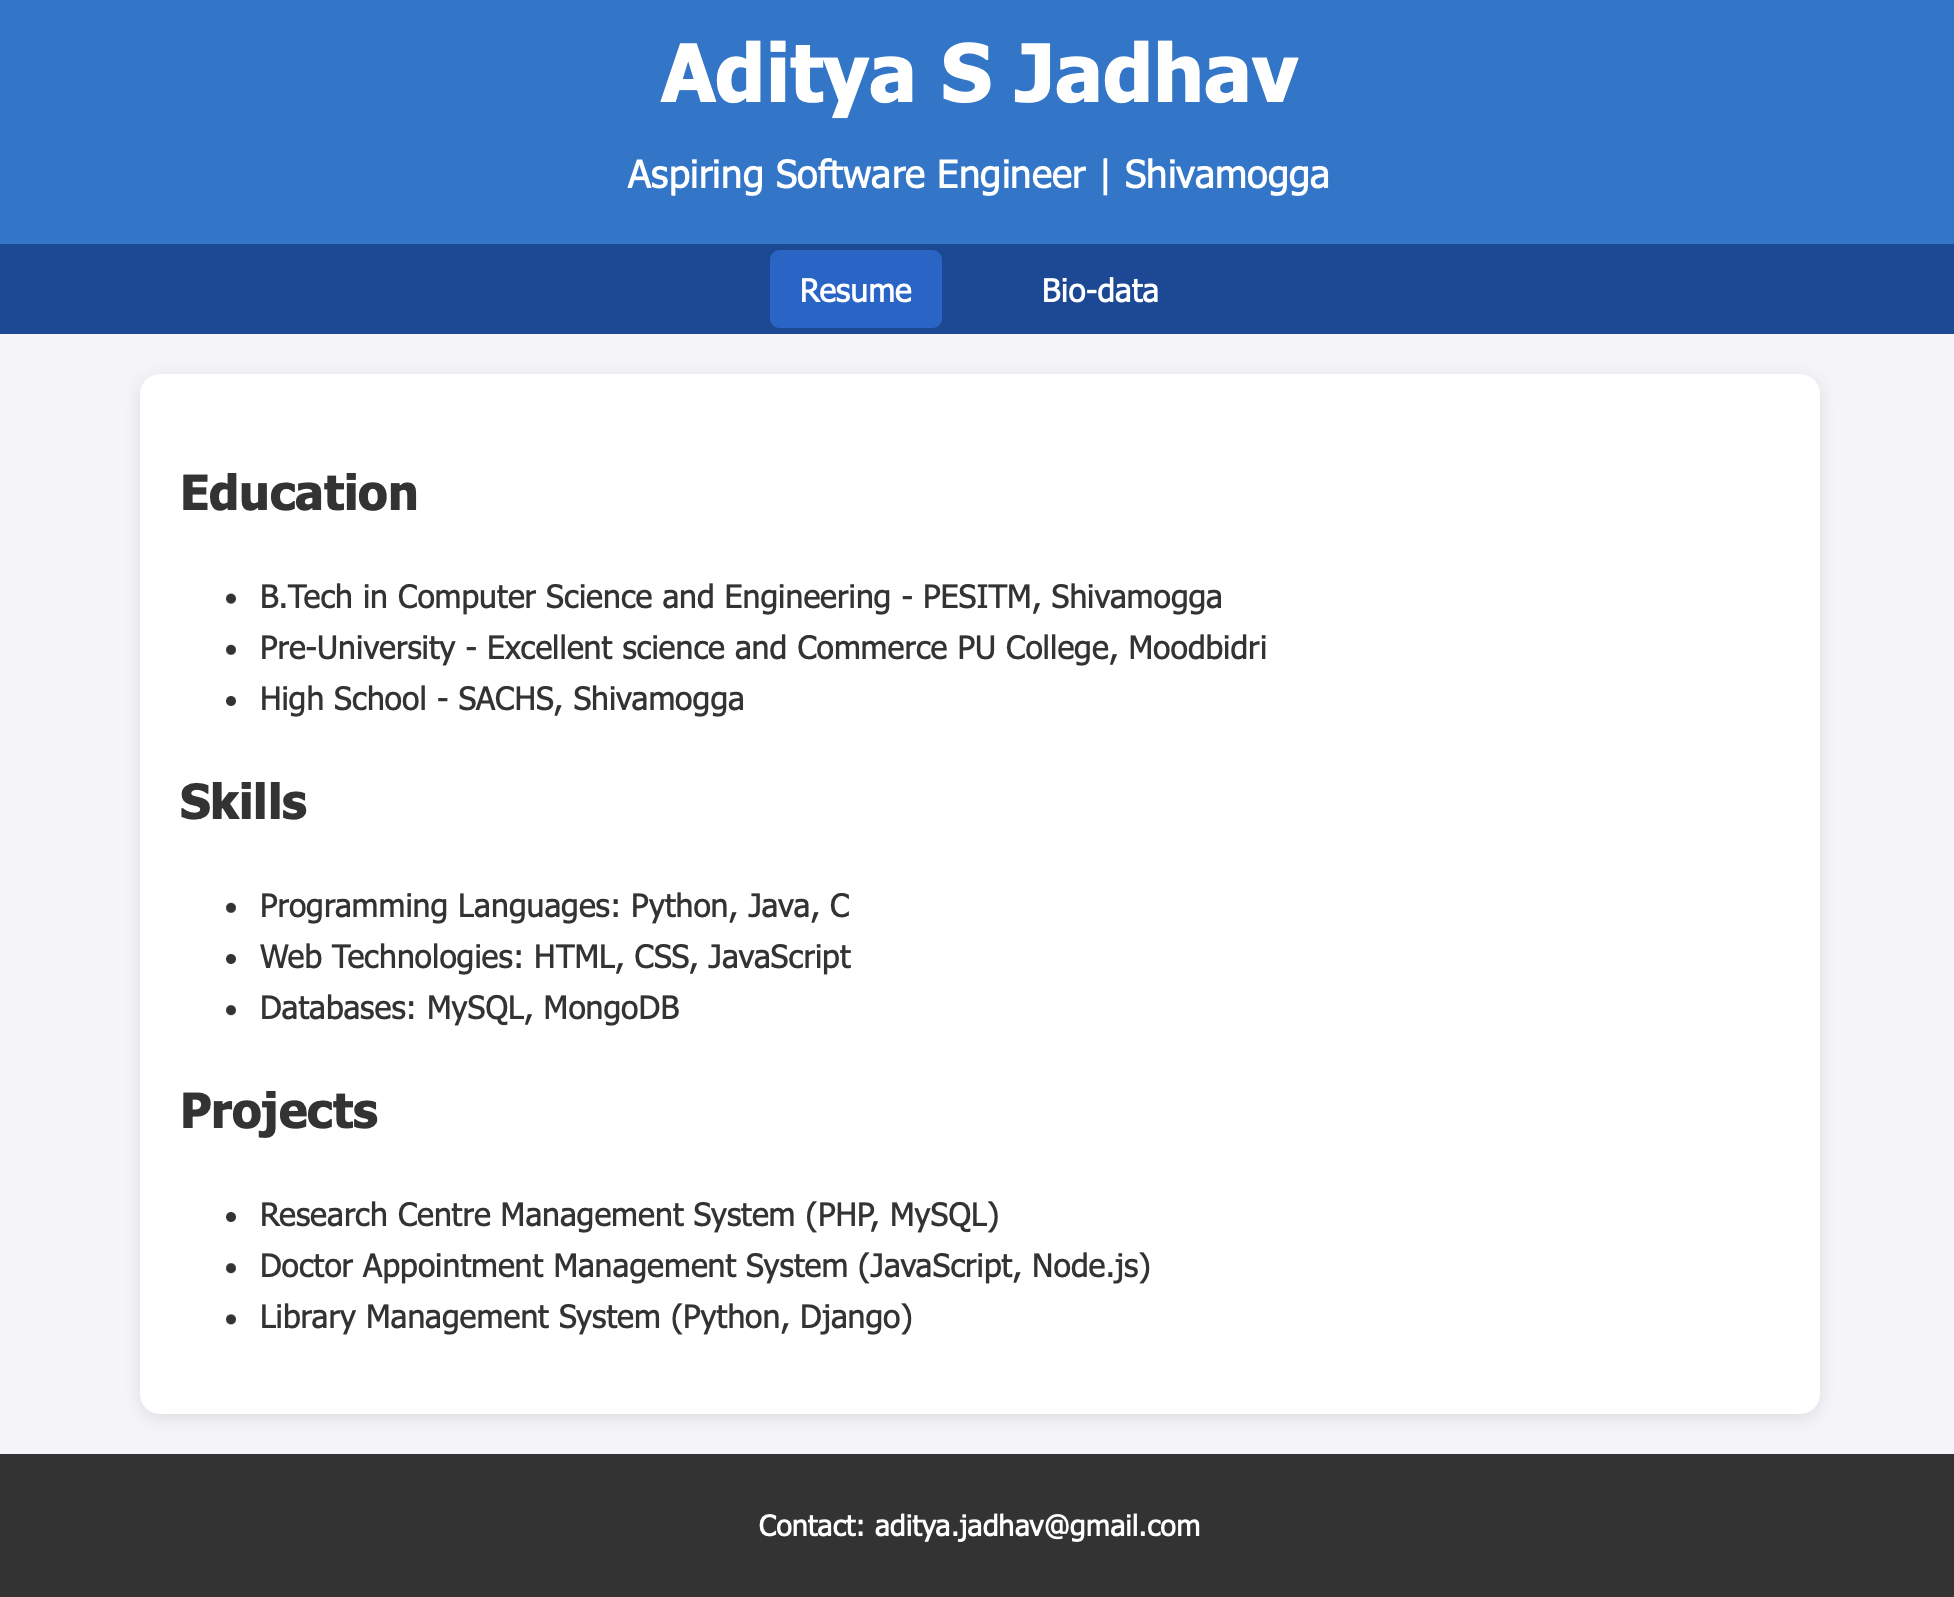 Aditya S Jadhav
Aspiring Software Engineer | Shivamogga
Resume
Bio-data
Education
B.Tech in Computer Science and Engineering - PESITM, Shivamogga
Pre-University - Excellent science and Commerce PU College, Moodbidri
High School - SACHS, Shivamogga
Skills
Programming Languages: Python, Java, C
Web Technologies: HTML, CSS, JavaScript
Databases: MySQL, MongoDB
Projects
Research Centre Management System (PHP, MySQL)
Doctor Appointment Management System (JavaScript, Node.js)
Library Management System (Python, Django)
Contact: aditya.jadhav@gmail.com